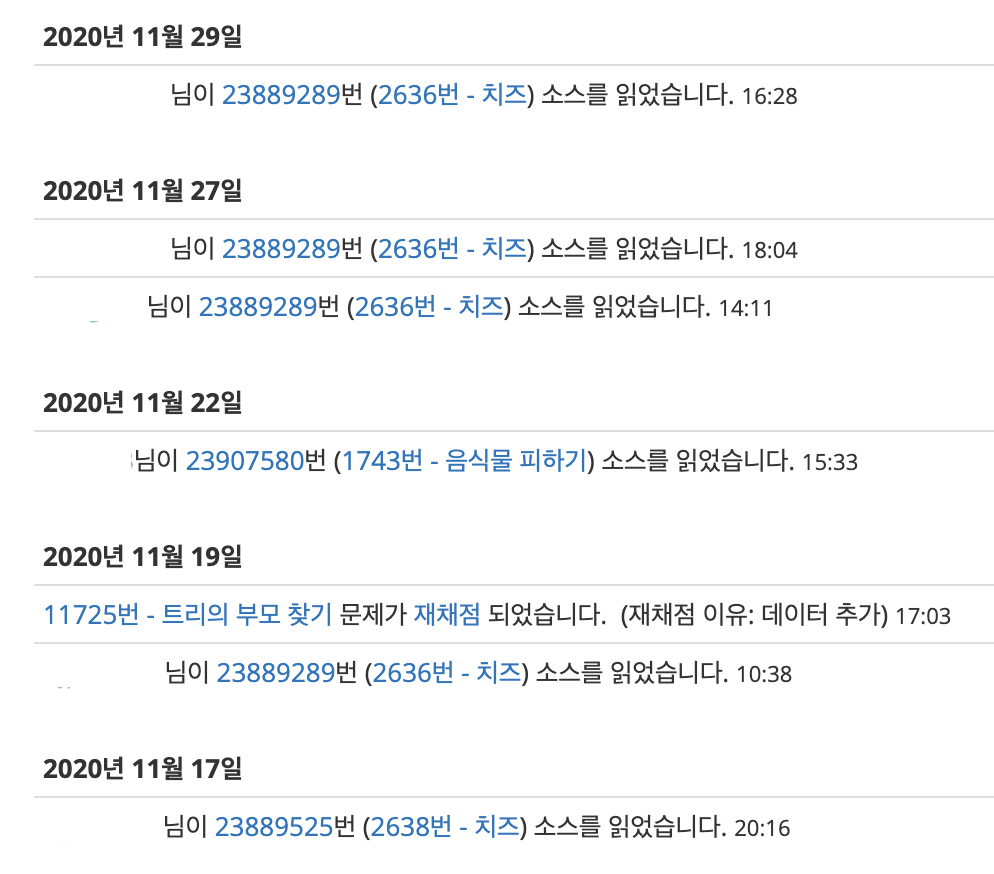 2020년 11월 29일
님이 23889289번 (2636번 - 치즈) 소스를 읽었습니다. 16:28
2020년 11월 27일
님이 23889289번 (2636번 - 치즈) 소스를 읽었습니다. 18:04
님이 23889289번 (2636번 - 치즈) 소스를 읽었습니다. 14:11
2020년 11월 22일
님이 23907580번 (1743번 - 음식물 피하기) 소스를 읽었습니다. 15:33
2020년 11월 19일
11725번 - 트리의 부모 찾기 문제가 재채점 되었습니다. (재채점 이유: 데이터 추가) 17:03
님이 23889289번 (2636번 - 치즈) 소스를 읽었습니다. 10:38
2020년 11월 17일
님이 23889525번 (2638번 - 치즈) 소스를 읽었습니다. 20:16